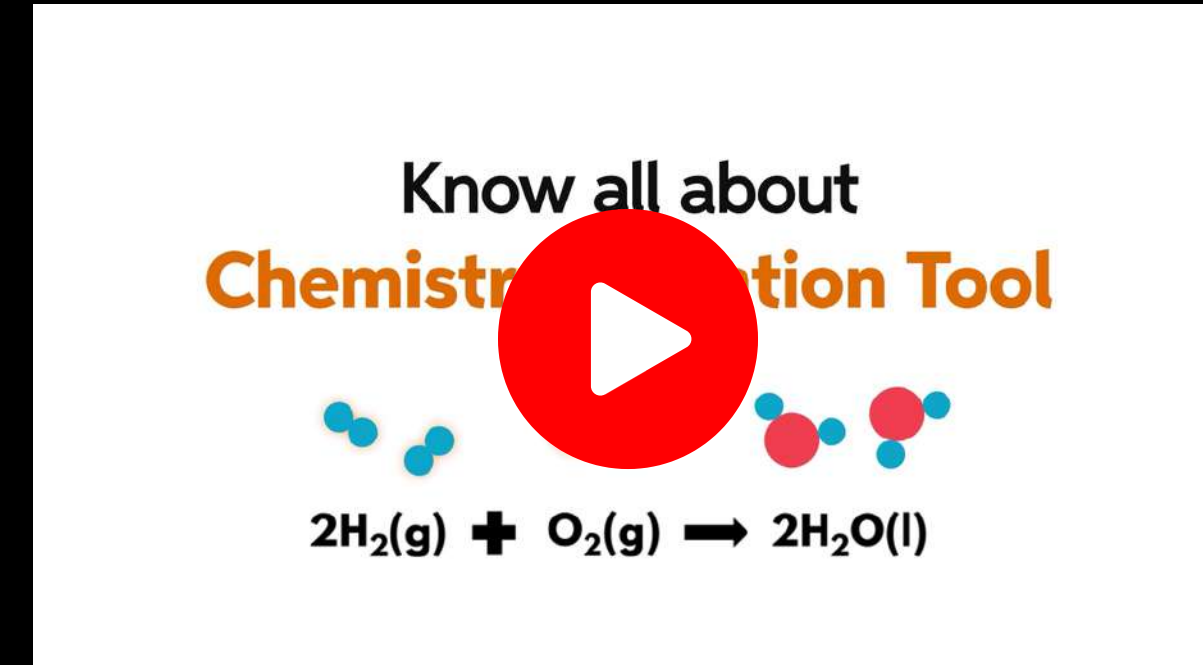 Know all about
Tool
2H₂(g) + O₂(g) → 2H₂O(l)